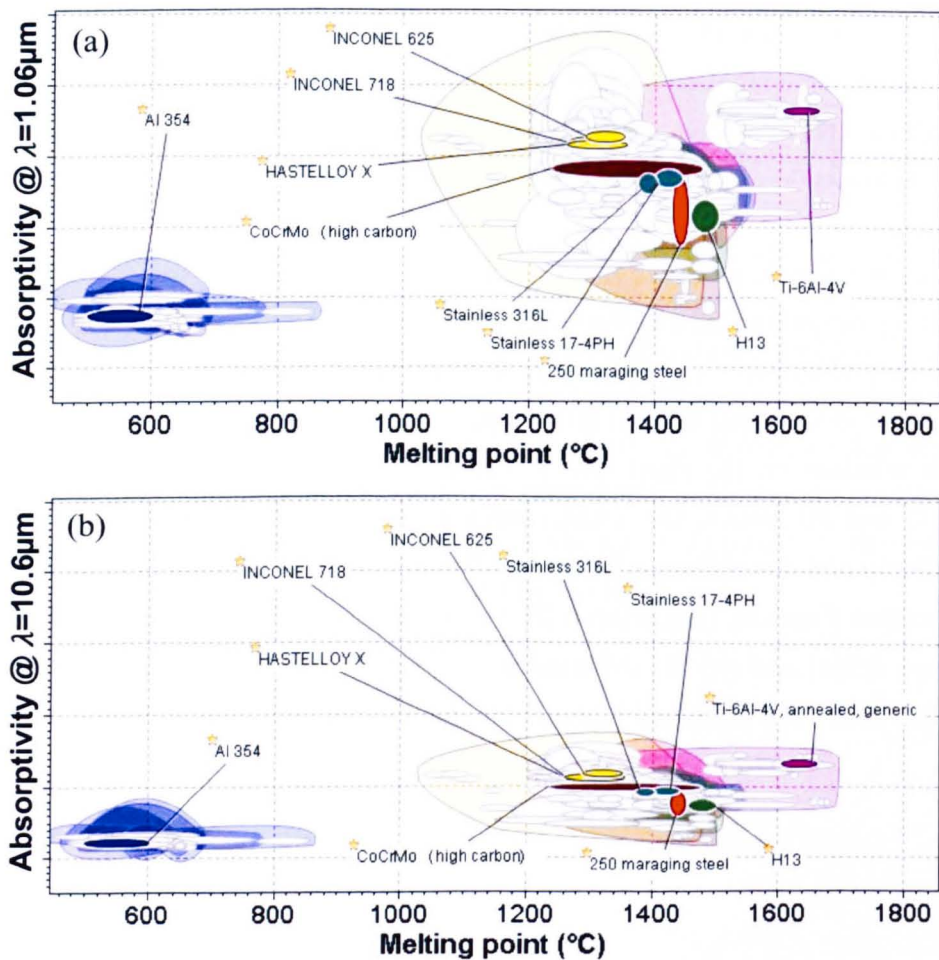 (a)
INCONEL 625
INCONEL 718
Al 354
HASTELLOY X
CoCrMo (high carbon)
Ti-6Al-4V
Stainless 316L
Stainless 17-4PH
H13
250 maraging steel
Absorptivity @ λ=1.06µm
600 800 1000 1200 1400 1600 1800
Melting point (°C)
(b)
INCONEL 625
Stainless 316L
INCONEL 718
Stainless 17-4PH
HASTELLOY X
Ti-6Al-4V, annealed, generic
Al 354
CoCrMo (high carbon)
250 maraging steel
H13
Absorptivity @ λ=10.6µm
600 800 1000 1200 1400 1600 1800
Melting point (°C)